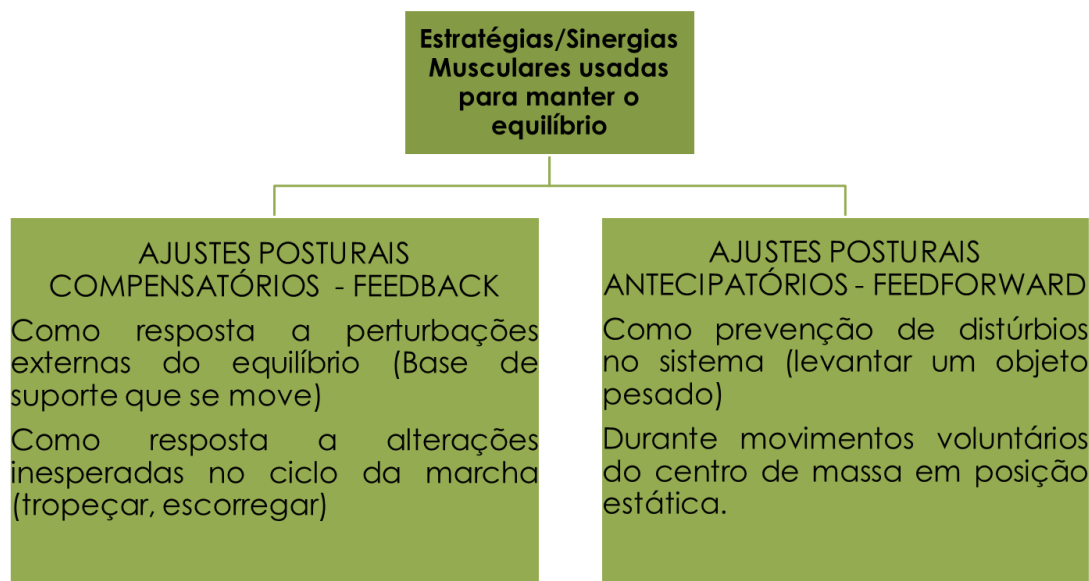 Estratégias/Sinergias
Musculares usadas
para manter o
equilíbrio
AJUSTES POSTURAIS
COMPENSATÓRIOS - FEEDBACK
Como resposta a perturbações
externas do equilíbrio (Base de
suporte que se move)
Como resposta a alterações
inesperadas no ciclo da marcha
(tropeçar, escorregar)
AJUSTES POSTURAIS
ANTECIPATÓRIOS - FEEDFORWARD
Como prevenção de distúrbios
no sistema (levantar um objeto
pesado)
Durante movimentos voluntários
do centro de massa em posição
estática.